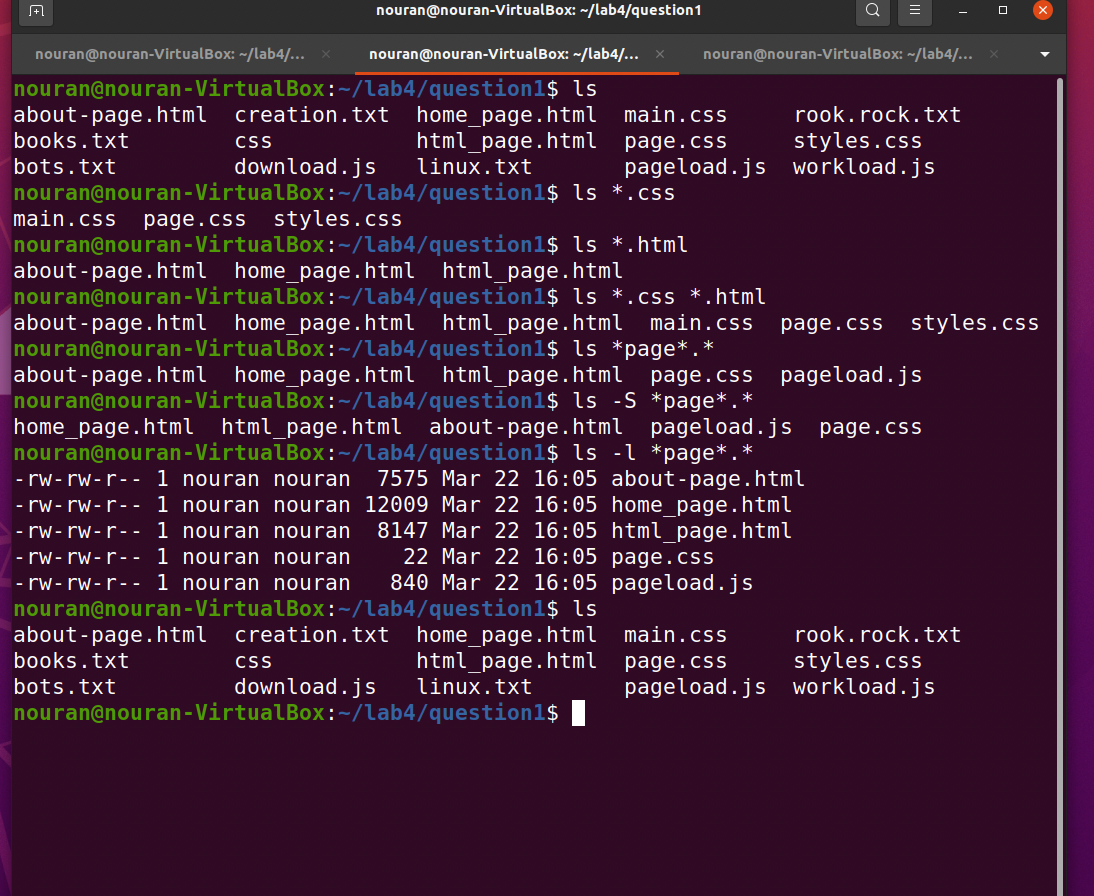 nouran@nouran-VirtualBox: ~/lab4/question1
nouran@nouran-VirtualBox: ~/lab4/... × nouran@nouran-VirtualBox: ~/lab4/... × nouran@nouran-VirtualBox: ~/lab4/... ×
nouran@nouran-VirtualBox:~/lab4/question1$ ls
about-page.html  creation.txt  home_page.html  main.css     rook.rock.txt
books.txt        css           html_page.html  page.css     styles.css
bots.txt         download.js   linux.txt       pageload.js  workload.js
nouran@nouran-VirtualBox:~/lab4/question1$ ls *.css
main.css  page.css  styles.css
nouran@nouran-VirtualBox:~/lab4/question1$ ls *.html
about-page.html  home_page.html  html_page.html
nouran@nouran-VirtualBox:~/lab4/question1$ ls *.css *.html
about-page.html  home_page.html  html_page.html  main.css  page.css  styles.css
nouran@nouran-VirtualBox:~/lab4/question1$ ls *page*.*
about-page.html  home_page.html  html_page.html  page.css  pageload.js
nouran@nouran-VirtualBox:~/lab4/question1$ ls -S *page*.*
home_page.html  html_page.html  about-page.html  pageload.js  page.css
nouran@nouran-VirtualBox:~/lab4/question1$ ls -l *page*.*
-rw-rw-r-- 1 nouran nouran  7575 Mar 22 16:05 about-page.html
-rw-rw-r-- 1 nouran nouran 12009 Mar 22 16:05 home_page.html
-rw-rw-r-- 1 nouran nouran  8147 Mar 22 16:05 html_page.html
-rw-rw-r-- 1 nouran nouran    22 Mar 22 16:05 page.css
-rw-rw-r-- 1 nouran nouran   840 Mar 22 16:05 pageload.js
nouran@nouran-VirtualBox:~/lab4/question1$ ls
about-page.html  creation.txt  home_page.html  main.css     rook.rock.txt
books.txt        css           html_page.html  page.css     styles.css
bots.txt         download.js   linux.txt       pageload.js  workload.js
nouran@nouran-VirtualBox:~/lab4/question1$